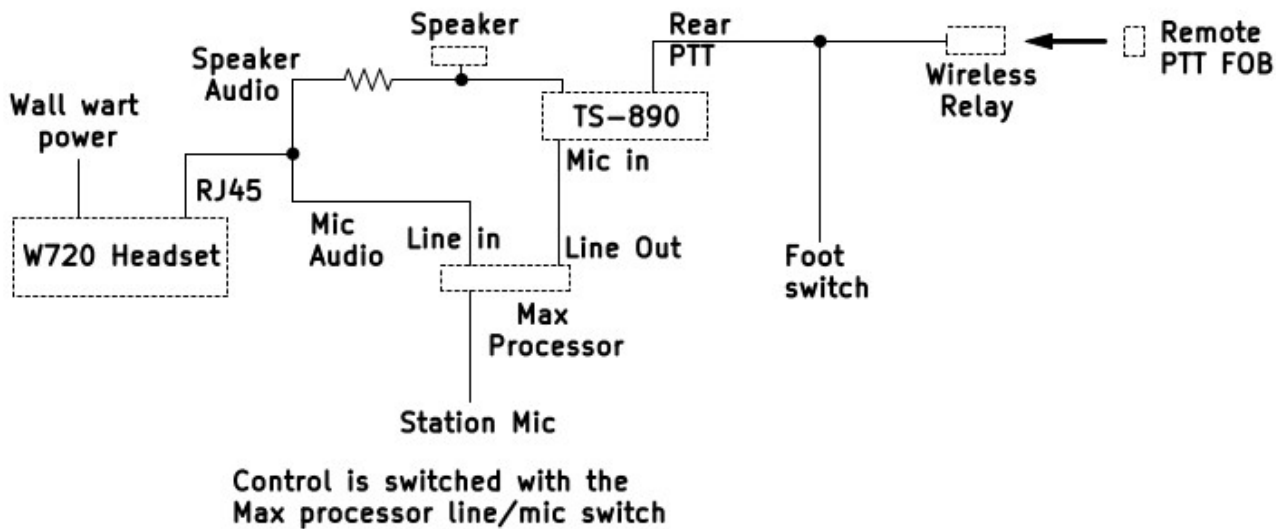 Speaker
Rear
PTT
Remote
PTT FOB
Speaker
Audio
Wireless
Relay
Wall wart
power
TS-890
Mic in
RJ45
Mic
Audio
Line in
Line Out
W720 Headset
Foot
switch
Max
Processor
Station Mic
Control is switched with the
Max processor line/mic switch